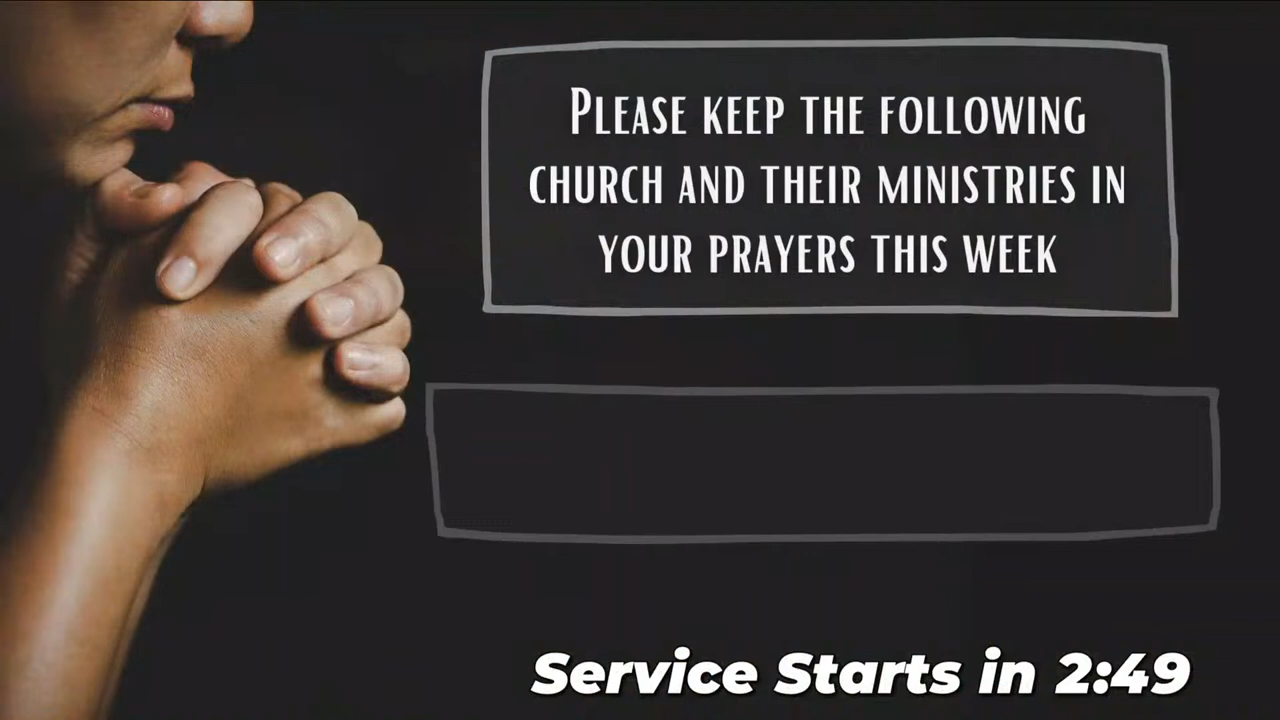 Please keep the following
church and their ministries in
your prayers this week
Service Starts in 2:49